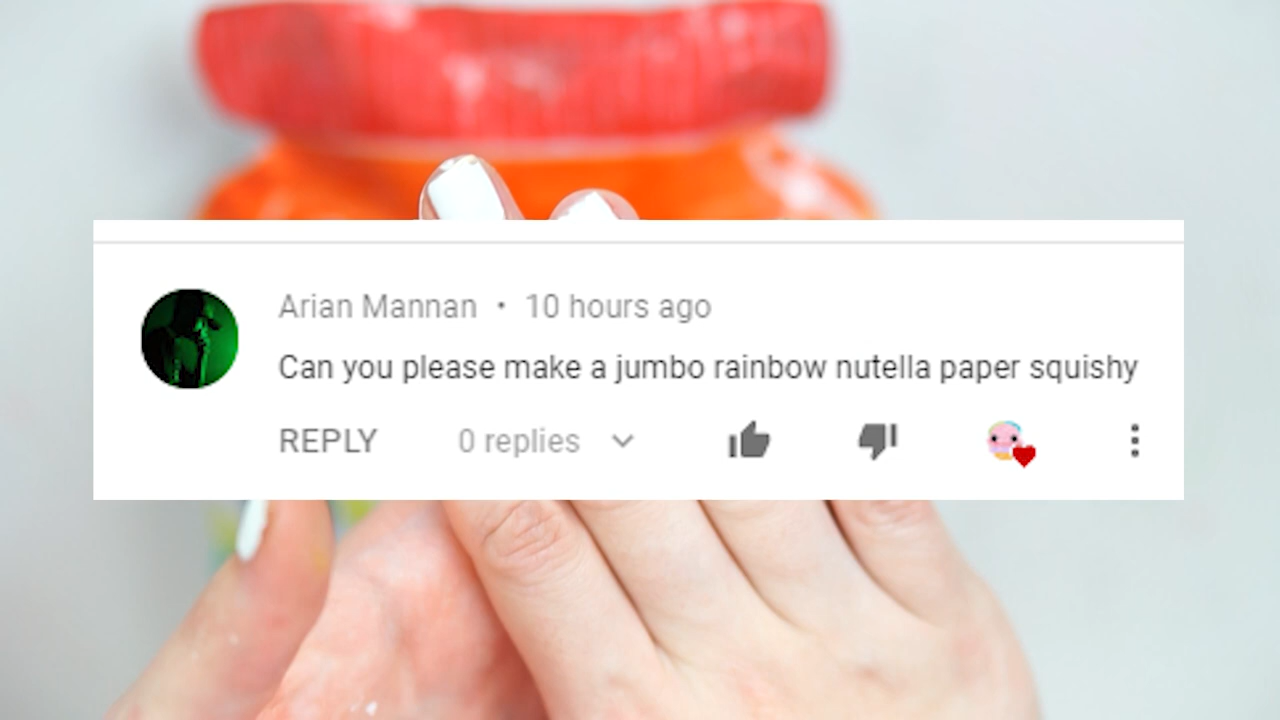 Arian Mannan • 10 hours ago
Can you please make a jumbo rainbow nutella paper squishy
REPLY 0 replies